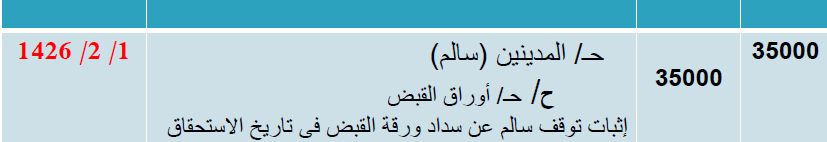 35000
35000
حـ/ المدينين (سالم)
ح/ حـ/ أوراق القبض
إثبات توقف سالم عن سداد ورقة القبض فى تاريخ الاستحقاق
1/ 2/ 1426